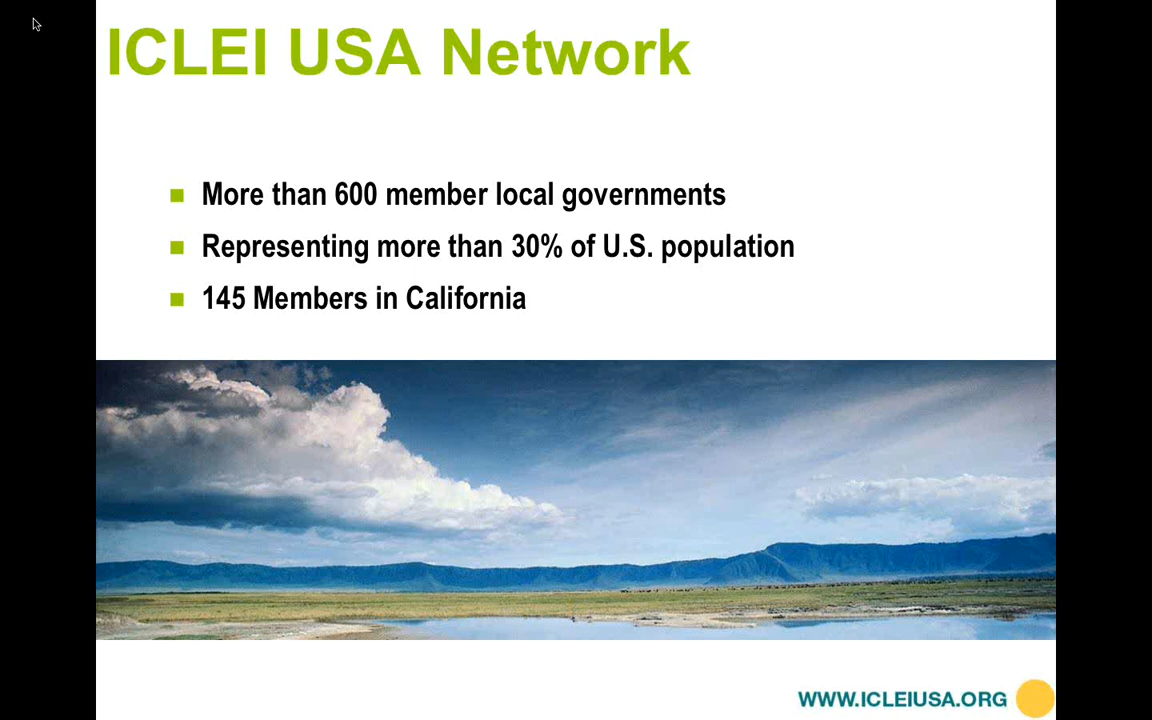 ICLEI USA Network
More than 600 member local governments
Representing more than 30% of U.S. population
145 Members in California
WWW.ICLEIUSA.ORG